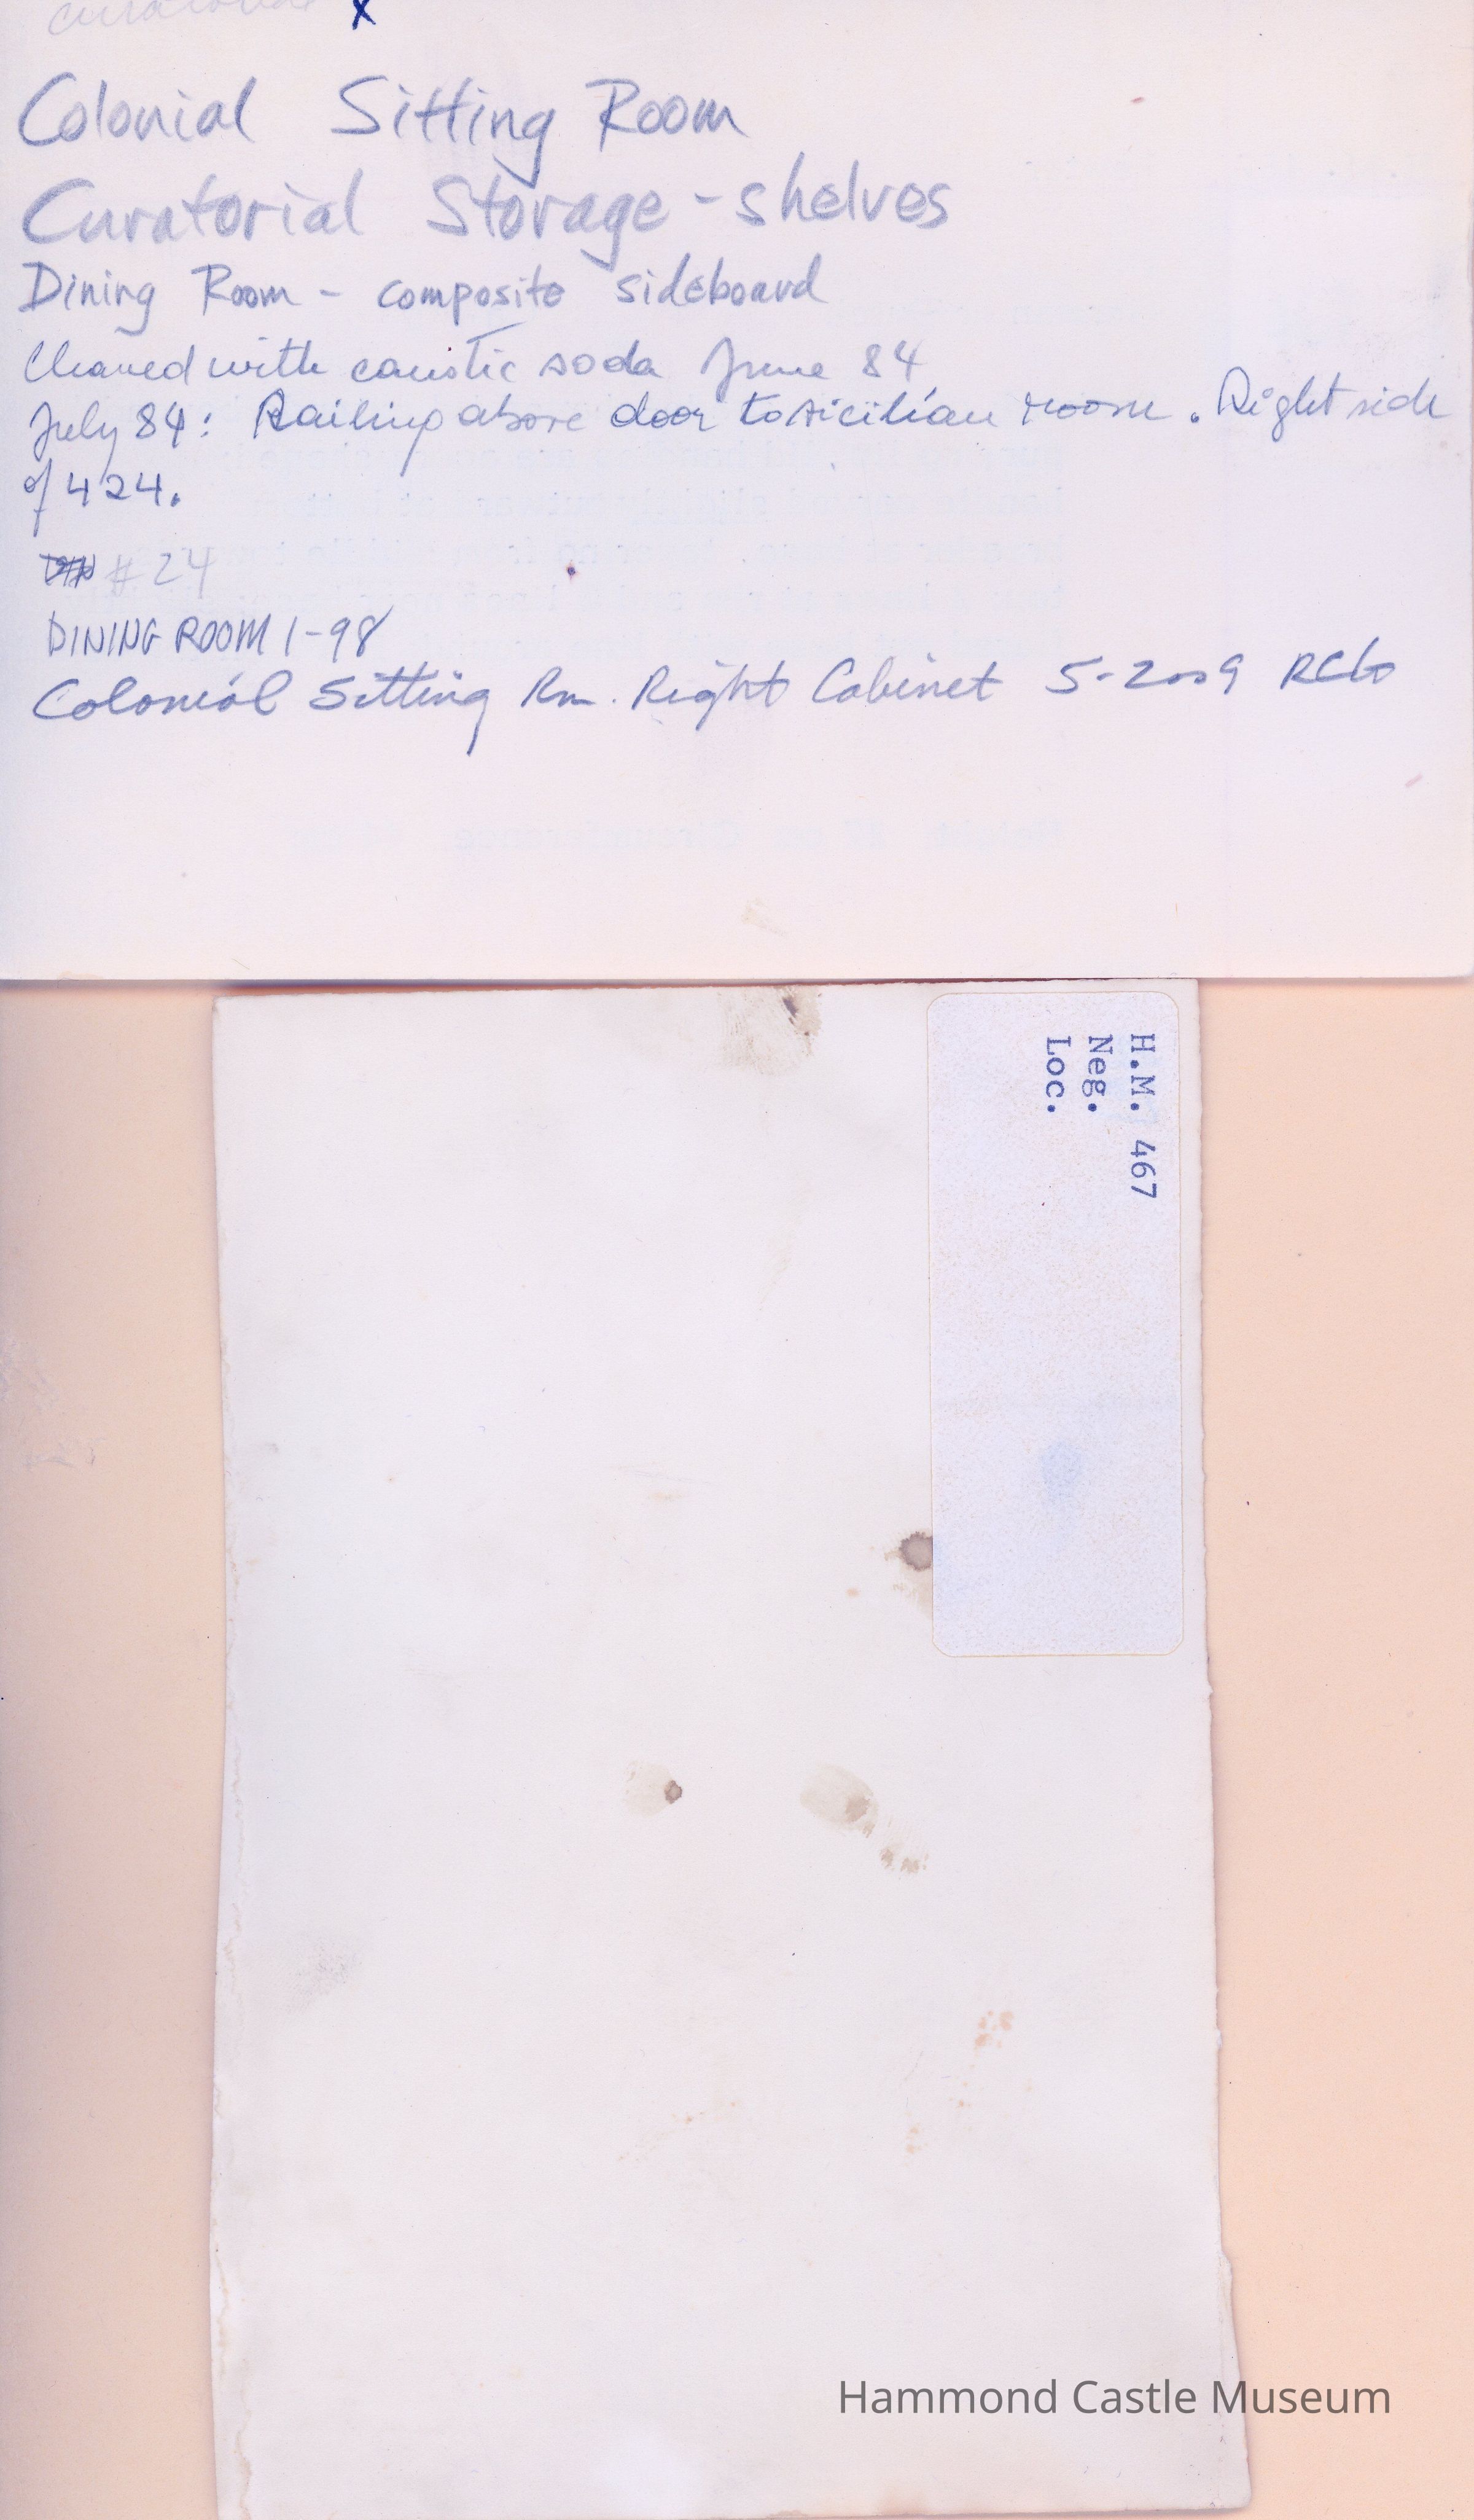 x
Colonial Sitting Room
Curatorial Storage - shelves
Dining Room - composite sideboard
Cleaned with caustic soda June 84
July 84: Railing above door to sicilian room. Right side
of 424.
#24
DINING ROOM 1-98
Colonial Sitting Rm. Right Cabinet 5-2009
H.M. 467
Neg.
Loc.
Hammond Castle Museum